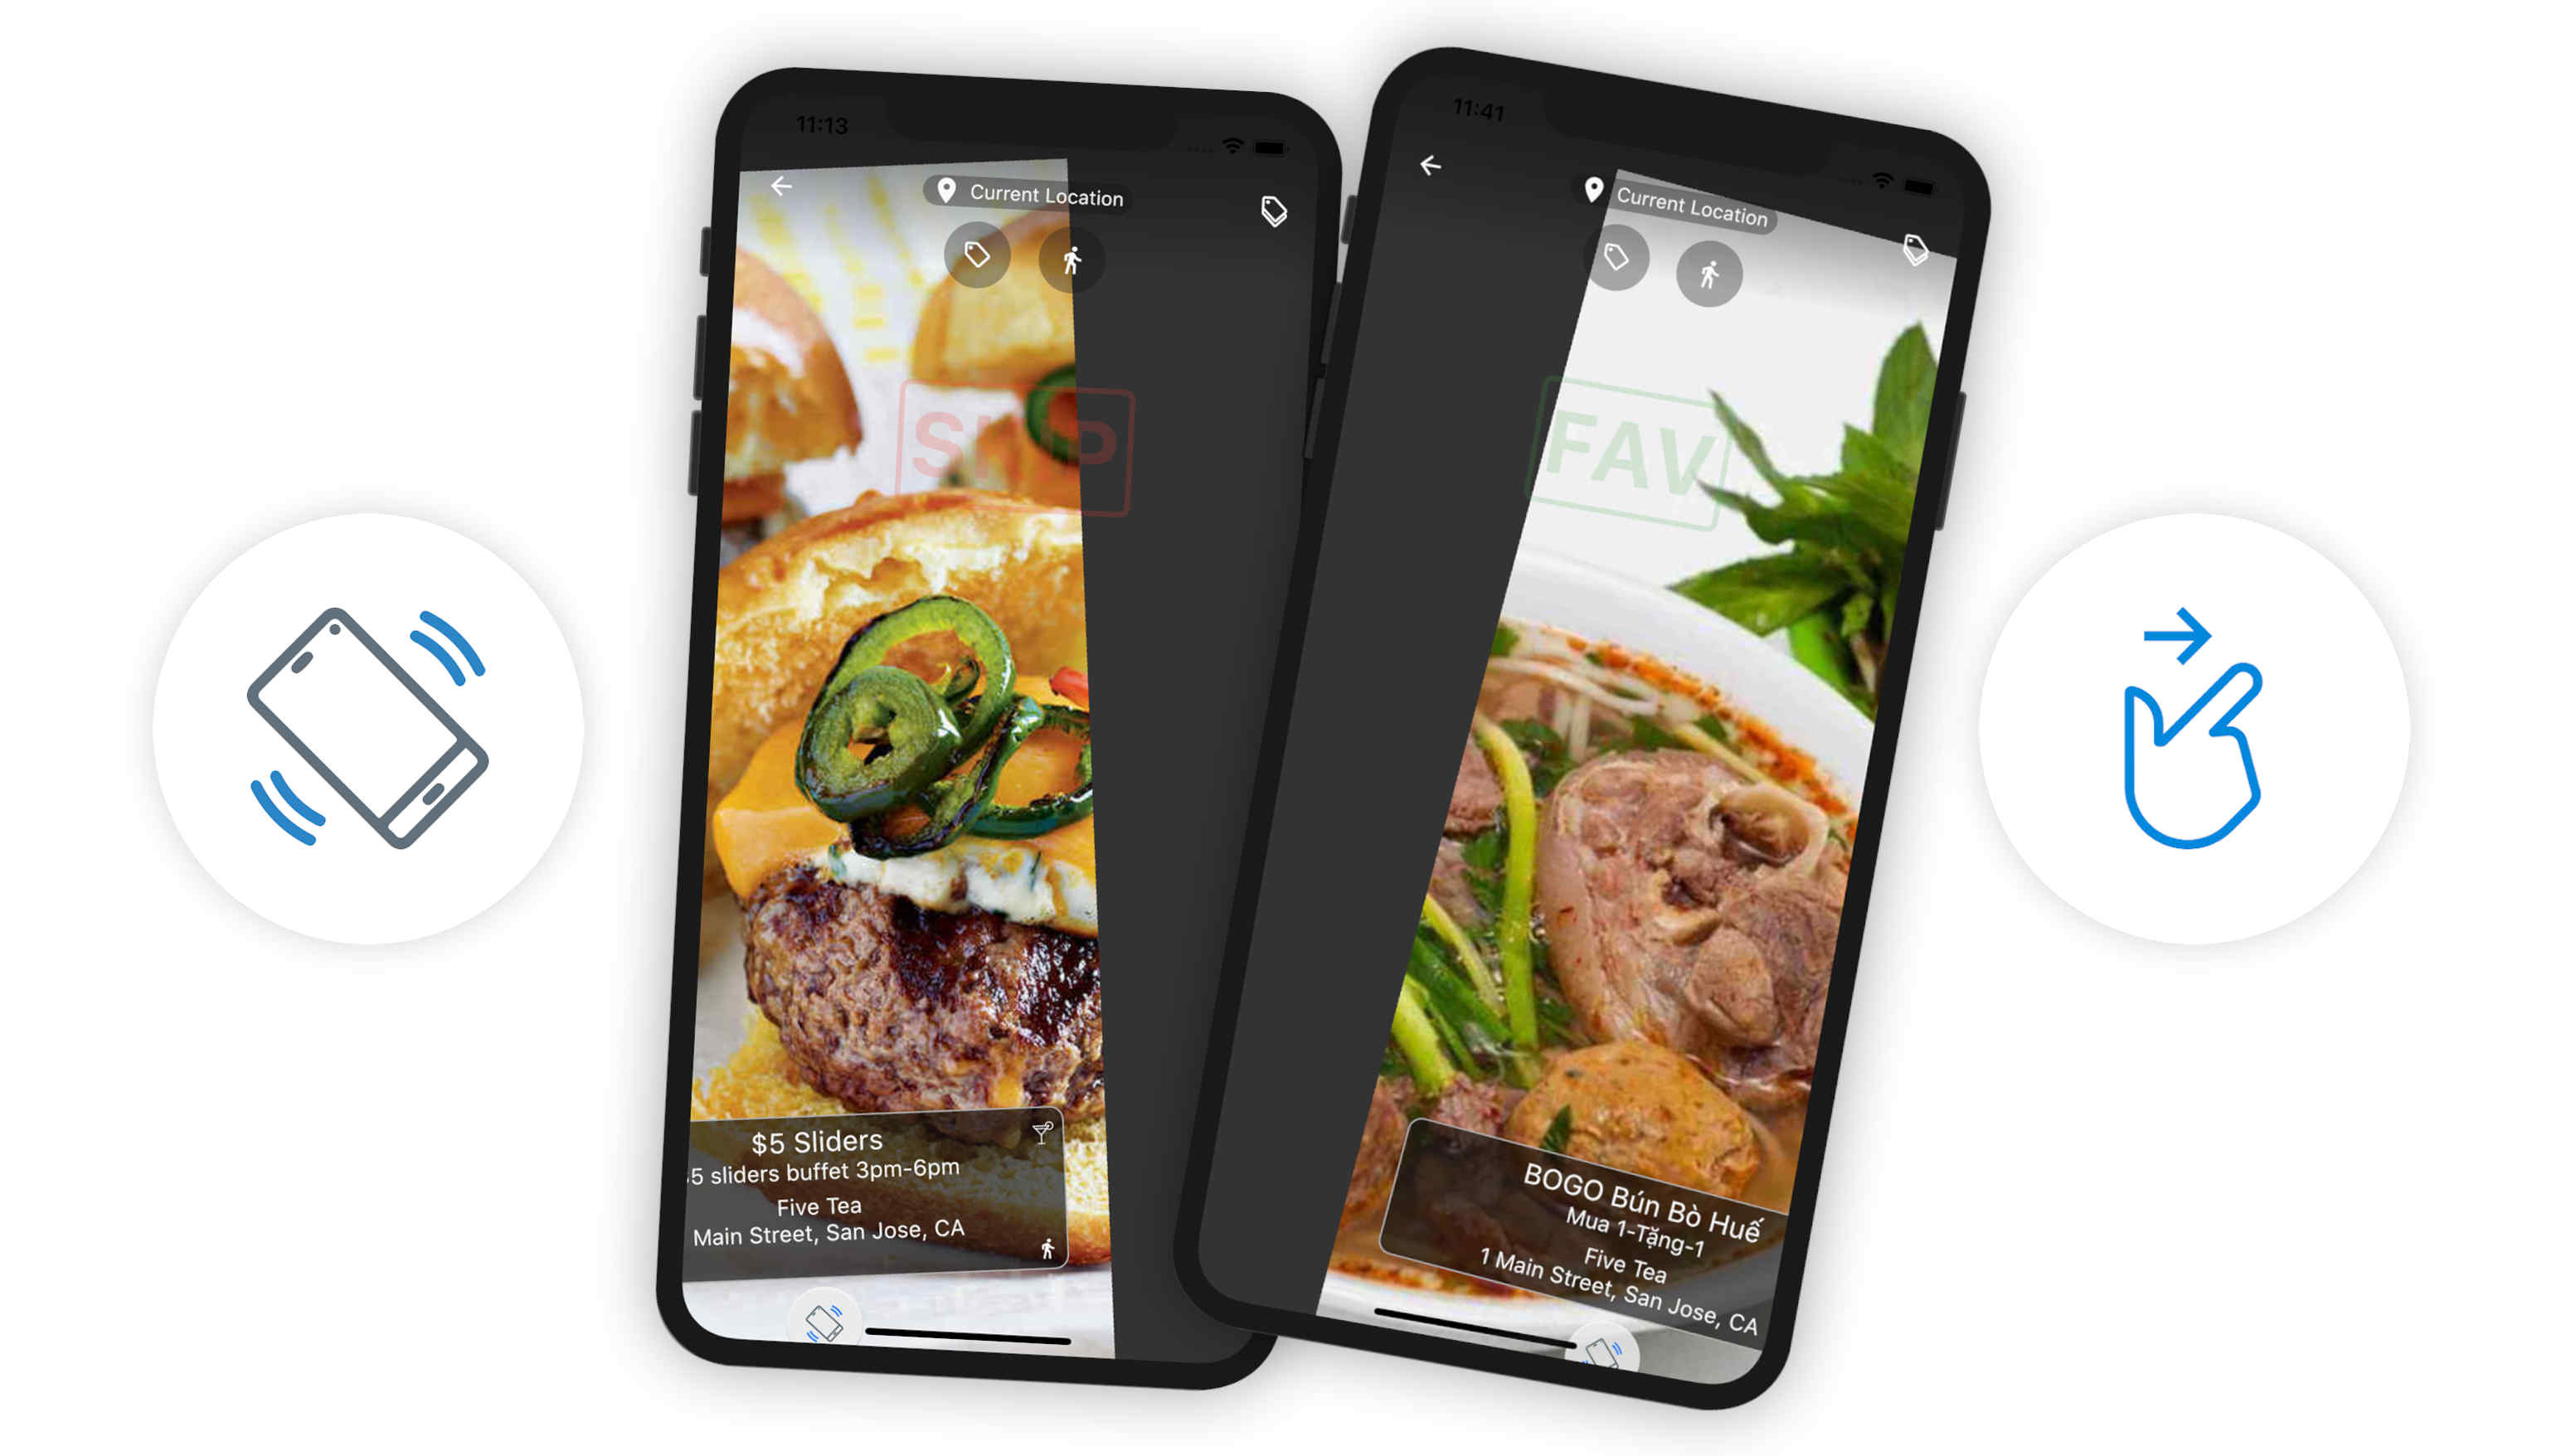 11:13
Current Location
SKIP
$5 Sliders
$5 sliders buffet 3pm-6pm
Five Tea
Main Street, San Jose, CA
11:41
Current Location
FAV
BOGO Bún Bò Huế
Mua 1-Tặng-1
Five Tea
1 Main Street, San Jose, CA